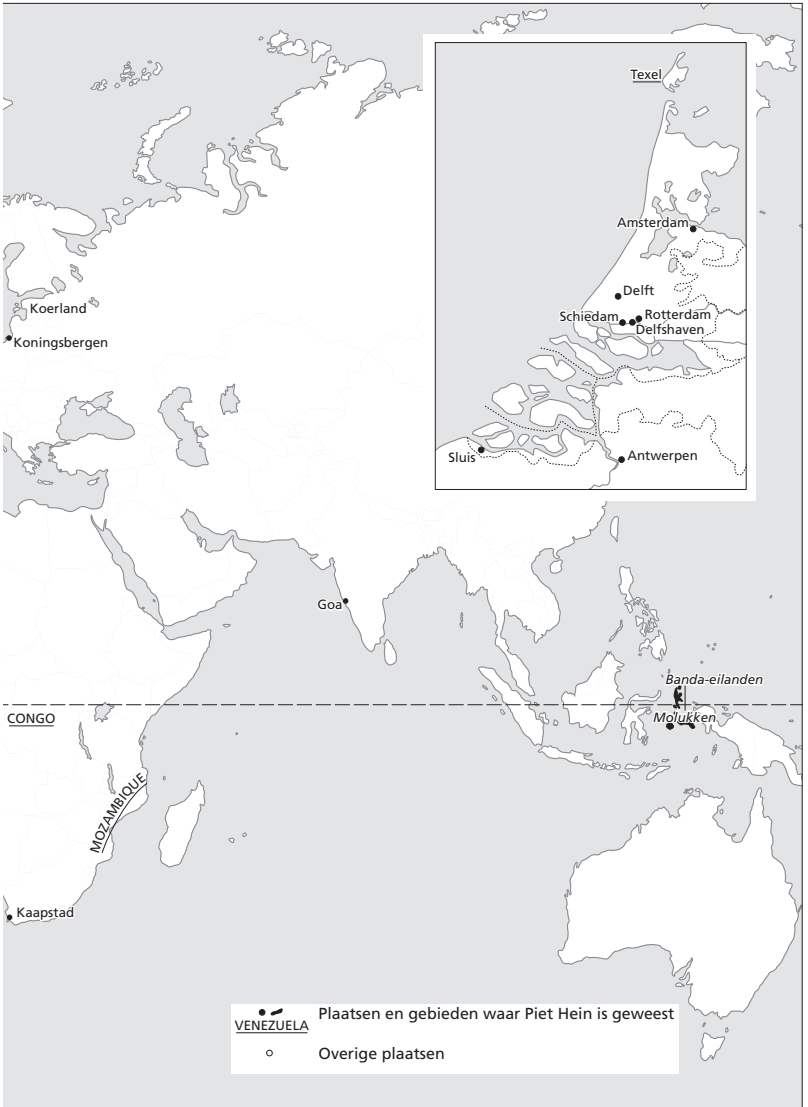 Texel
Amsterdam
Delft
Schiedam
Rotterdam
Delfshaven
Sluis
Antwerpen
Koerland
Koningsbergen
Goa
Banda-eilanden
CONGO
Molukken
MOZAMBIQUE
Kaapstad
Plaatsen en gebieden waar Piet Hein is geweest
VENEZUELA
Overige plaatsen